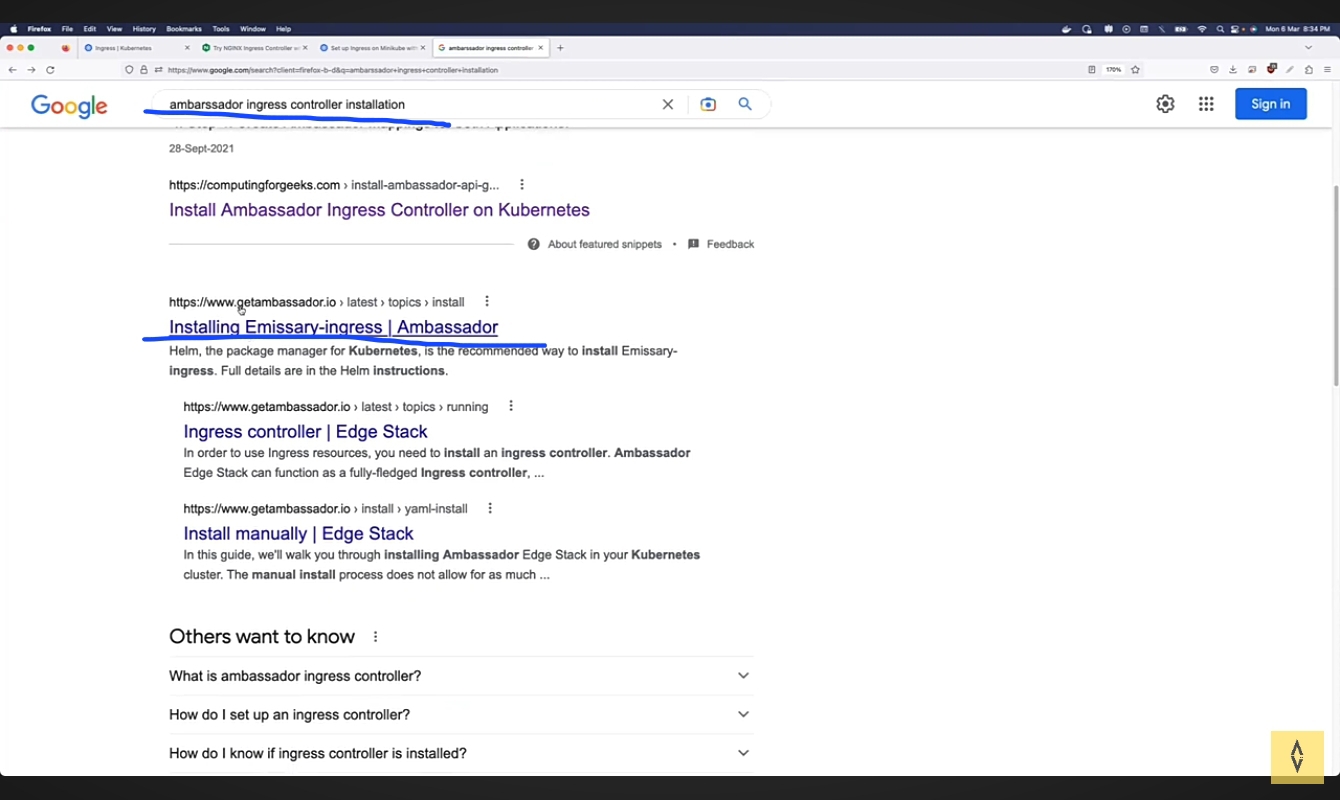 Firefox File Edit View History Bookmarks Tools Window Help Mon 6 Mar 8:34 PM
Ingress | Kubernetes Try NGINX Ingress Controller w Set up Ingress on Minikube with ambarssador ingress controller
https://www.google.com/search?client=firefox-b-d&q=ambarssador+ingress+controller+installation 170%
Google ambarssador ingress controller installation Sign in
28-Sept-2021
https://computingforgeeks.com › install-ambassador-api-g...
Install Ambassador Ingress Controller on Kubernetes
About featured snippets • Feedback
https://www.getambassador.io › latest › topics › install
Installing Emissary-ingress | Ambassador
Helm, the package manager for Kubernetes, is the recommended way to install Emissary-
ingress. Full details are in the Helm instructions.
https://www.getambassador.io › latest › topics › running
Ingress controller | Edge Stack
In order to use Ingress resources, you need to install an ingress controller. Ambassador
Edge Stack can function as a fully-fledged Ingress controller, ...
https://www.getambassador.io › install › yaml-install
Install manually | Edge Stack
In this guide, we'll walk you through installing Ambassador Edge Stack in your Kubernetes
cluster. The manual install process does not allow for as much ...
Others want to know
What is ambassador ingress controller?
How do I set up an ingress controller?
How do I know if ingress controller is installed?